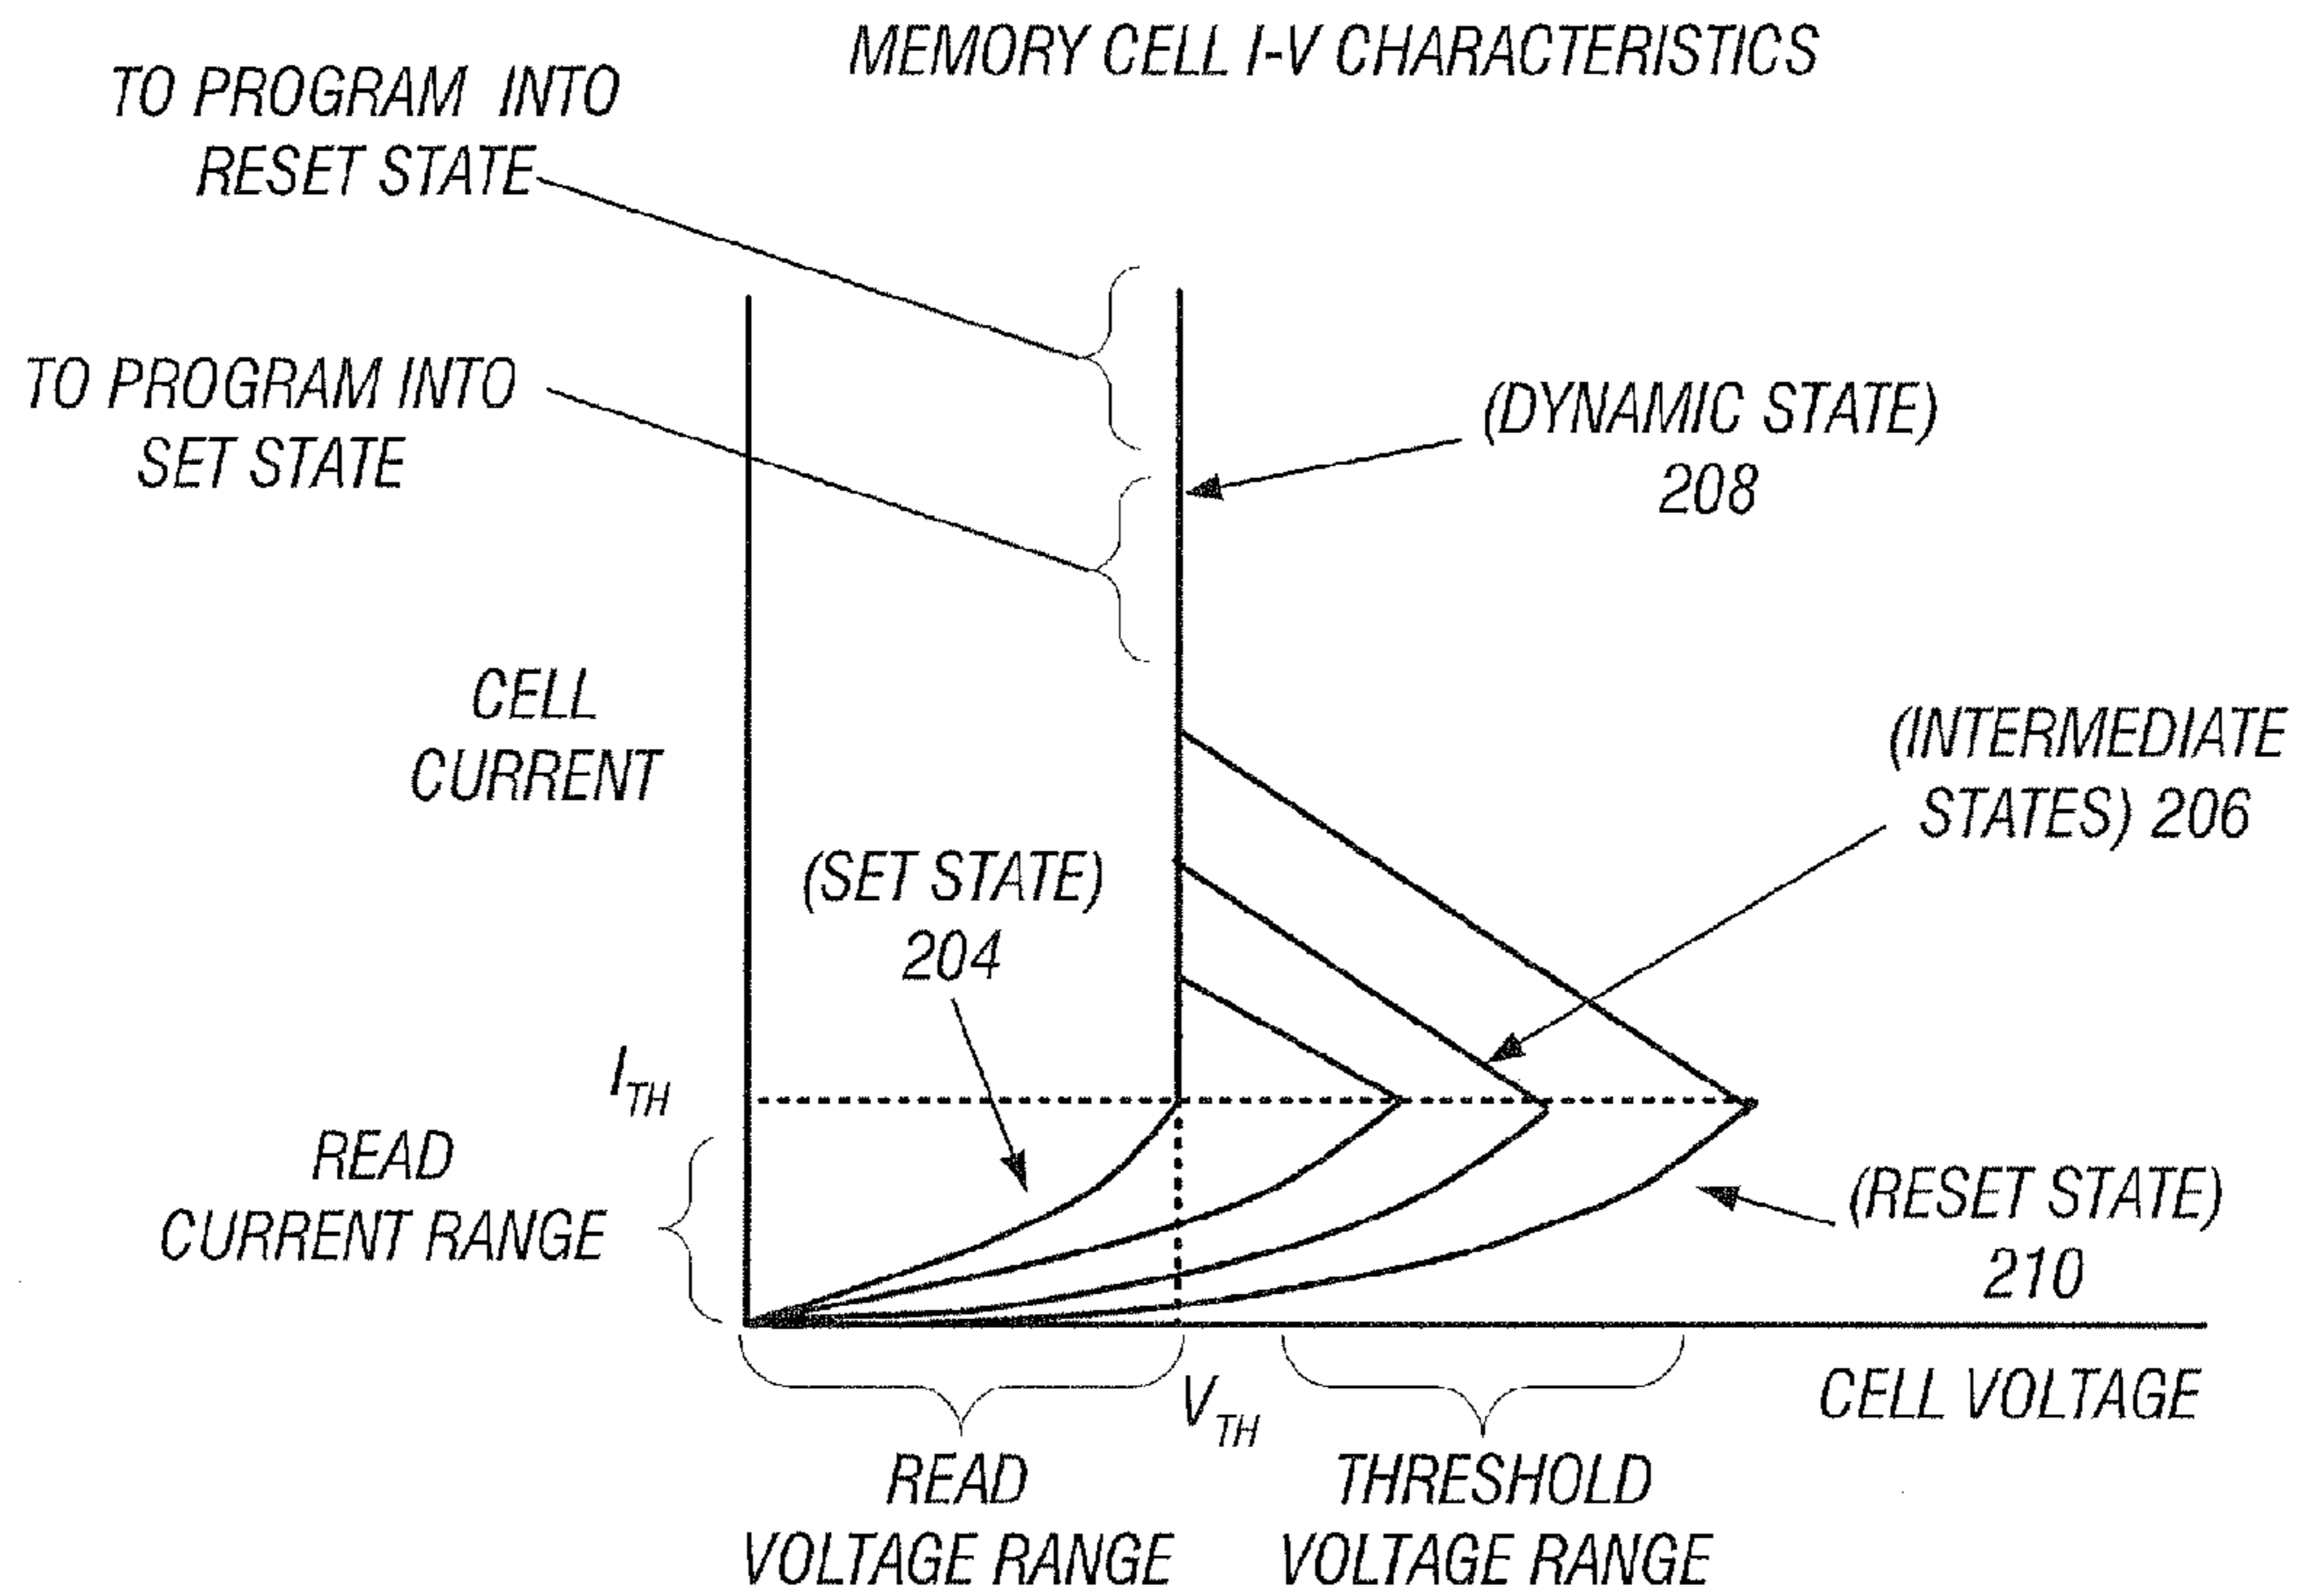 MEMORY CELL I-V CHARACTERISTICS
TO PROGRAM INTO
RESET STATE
TO PROGRAM INTO
SET STATE
(DYNAMIC STATE)
208
CELL
CURRENT
(INTERMEDIATE
STATES) 206
(SET STATE)
204
I_TH
READ
CURRENT RANGE
(RESET STATE)
210
V_TH
CELL VOLTAGE
READ
VOLTAGE RANGE
THRESHOLD
VOLTAGE RANGE